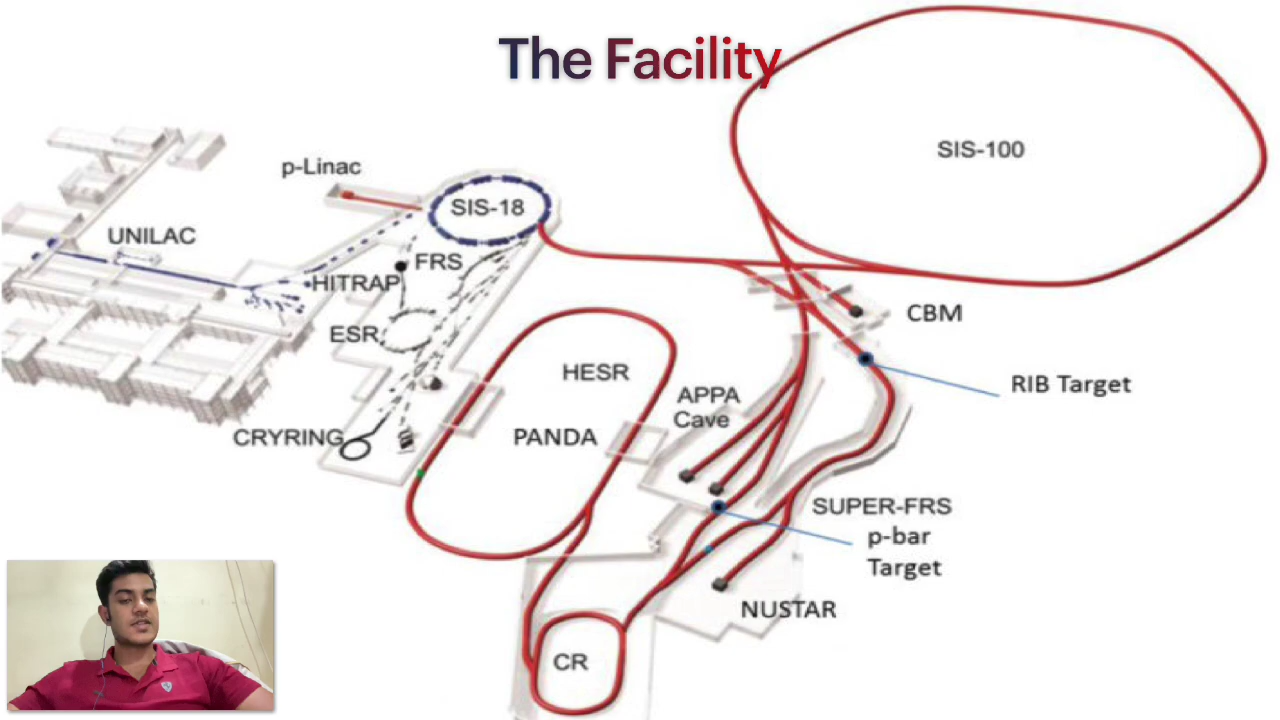 The Facility
SIS-100
p-Linac
SIS-18
UNILAC
FRS
HITRAP
CBM
ESR
HESR
RIB Target
APPA
Cave
CRYRING
PANDA
SUPER-FRS
p-bar
Target
NUSTAR
CR